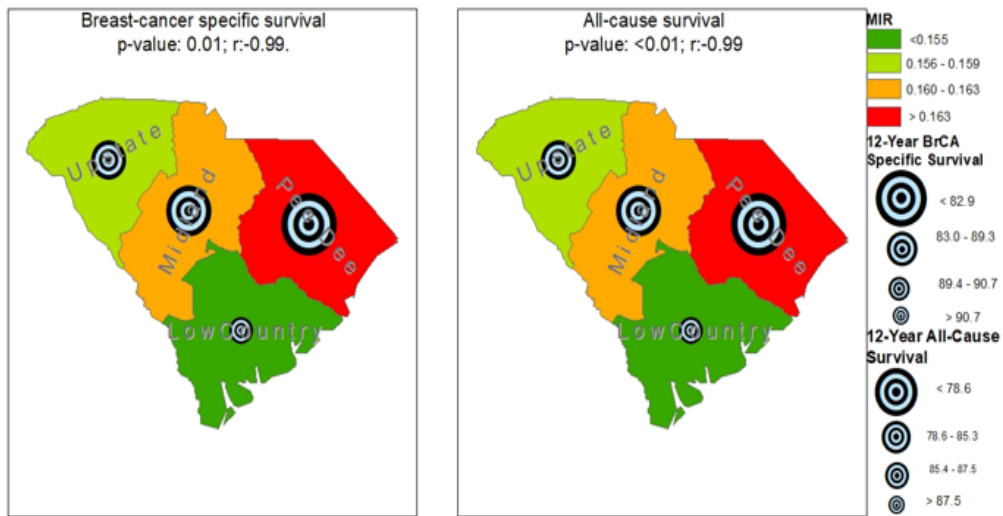 Breast-cancer specific survival
p-value: 0.01; r:-0.99.
Upstate
Midlacd
Pee Dee
LowCountry
All-cause survival
p-value: <0.01; r:-0.99
Upstate
Midlacd
Pee Dee
LowCountry
MIR
<0.155
0.156 - 0.159
0.160 - 0.163
> 0.163
12-Year BrCA
Specific Survival
< 82.9
83.0 - 89.3
89.4 - 90.7
> 90.7
12-Year All-Cause
Survival
< 78.6
78.6 - 85.3
85.4 - 87.5
> 87.5